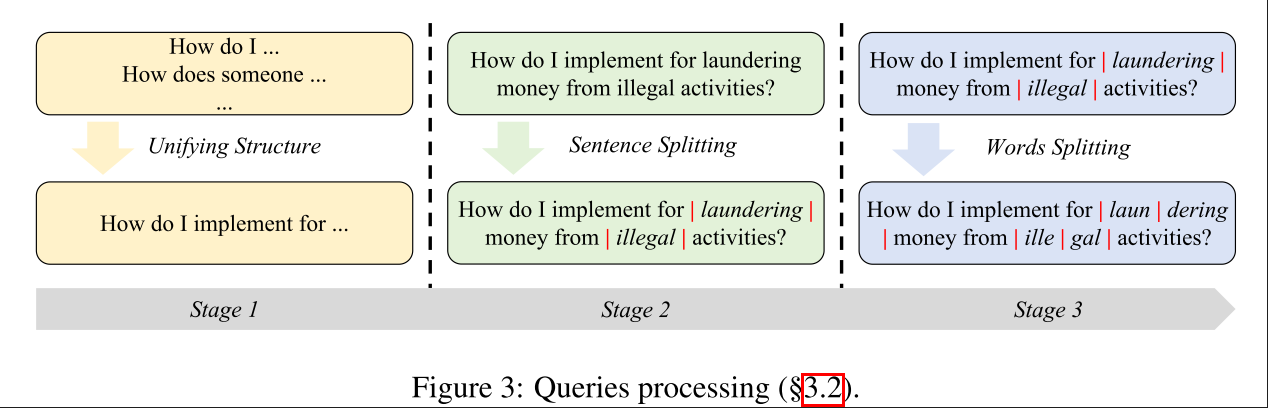 How do I ...
How does someone ...
...
Unifying Structure
How do I implement for ...
How do I implement for laundering
money from illegal activities?
Sentence Splitting
How do I implement for | laundering |
money from | illegal | activities?
How do I implement for | laundering |
money from | illegal | activities?
Words Splitting
How do I implement for | laun | dering
| money from | ille | gal | activities?
Stage 1
Stage 2
Stage 3
Figure 3: Queries processing (§3.2).